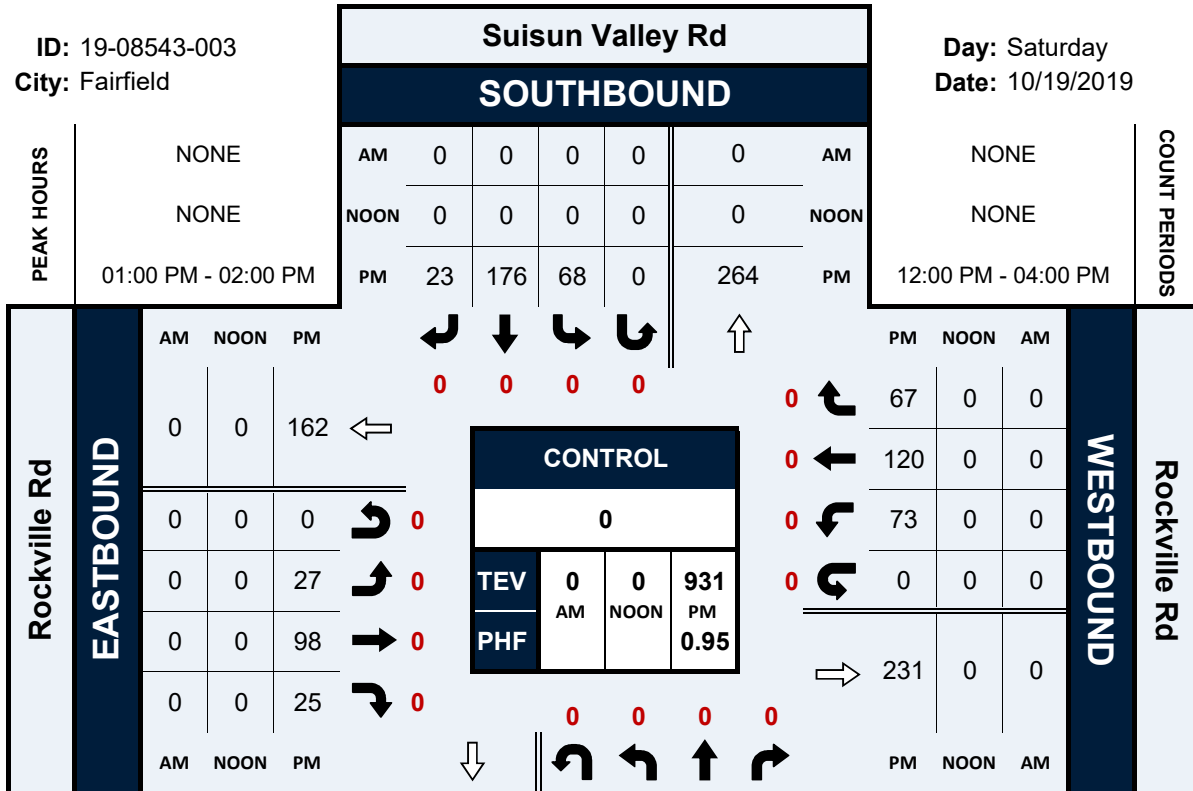 Suisun Valley Rd
SOUTHBOUND
ID: 19-08543-003
City: Fairfield
Day: Saturday
Date: 10/19/2019
PEAK HOURS
NONE
NONE
01:00 PM - 02:00 PM
AM 0 0 0 0 0 AM
NOON 0 0 0 0 0 NOON
PM 23 176 68 0 264 PM
NONE
NONE
12:00 PM - 04:00 PM
COUNT PERIODS
Rockville Rd
EASTBOUND
AM NOON PM
0 0 162
0 0 0 0
0 0 27 0
0 0 98 0
0 0 25 0
AM NOON PM
0 0 0 0
CONTROL
0
TEV 0 0 931
AM NOON PM
PHF 0.95
0 0 0 0
PM NOON AM
0 67 0 0
0 120 0 0
0 73 0 0
0 0 0 0
231 0 0
PM NOON AM
WESTBOUND
Rockville Rd